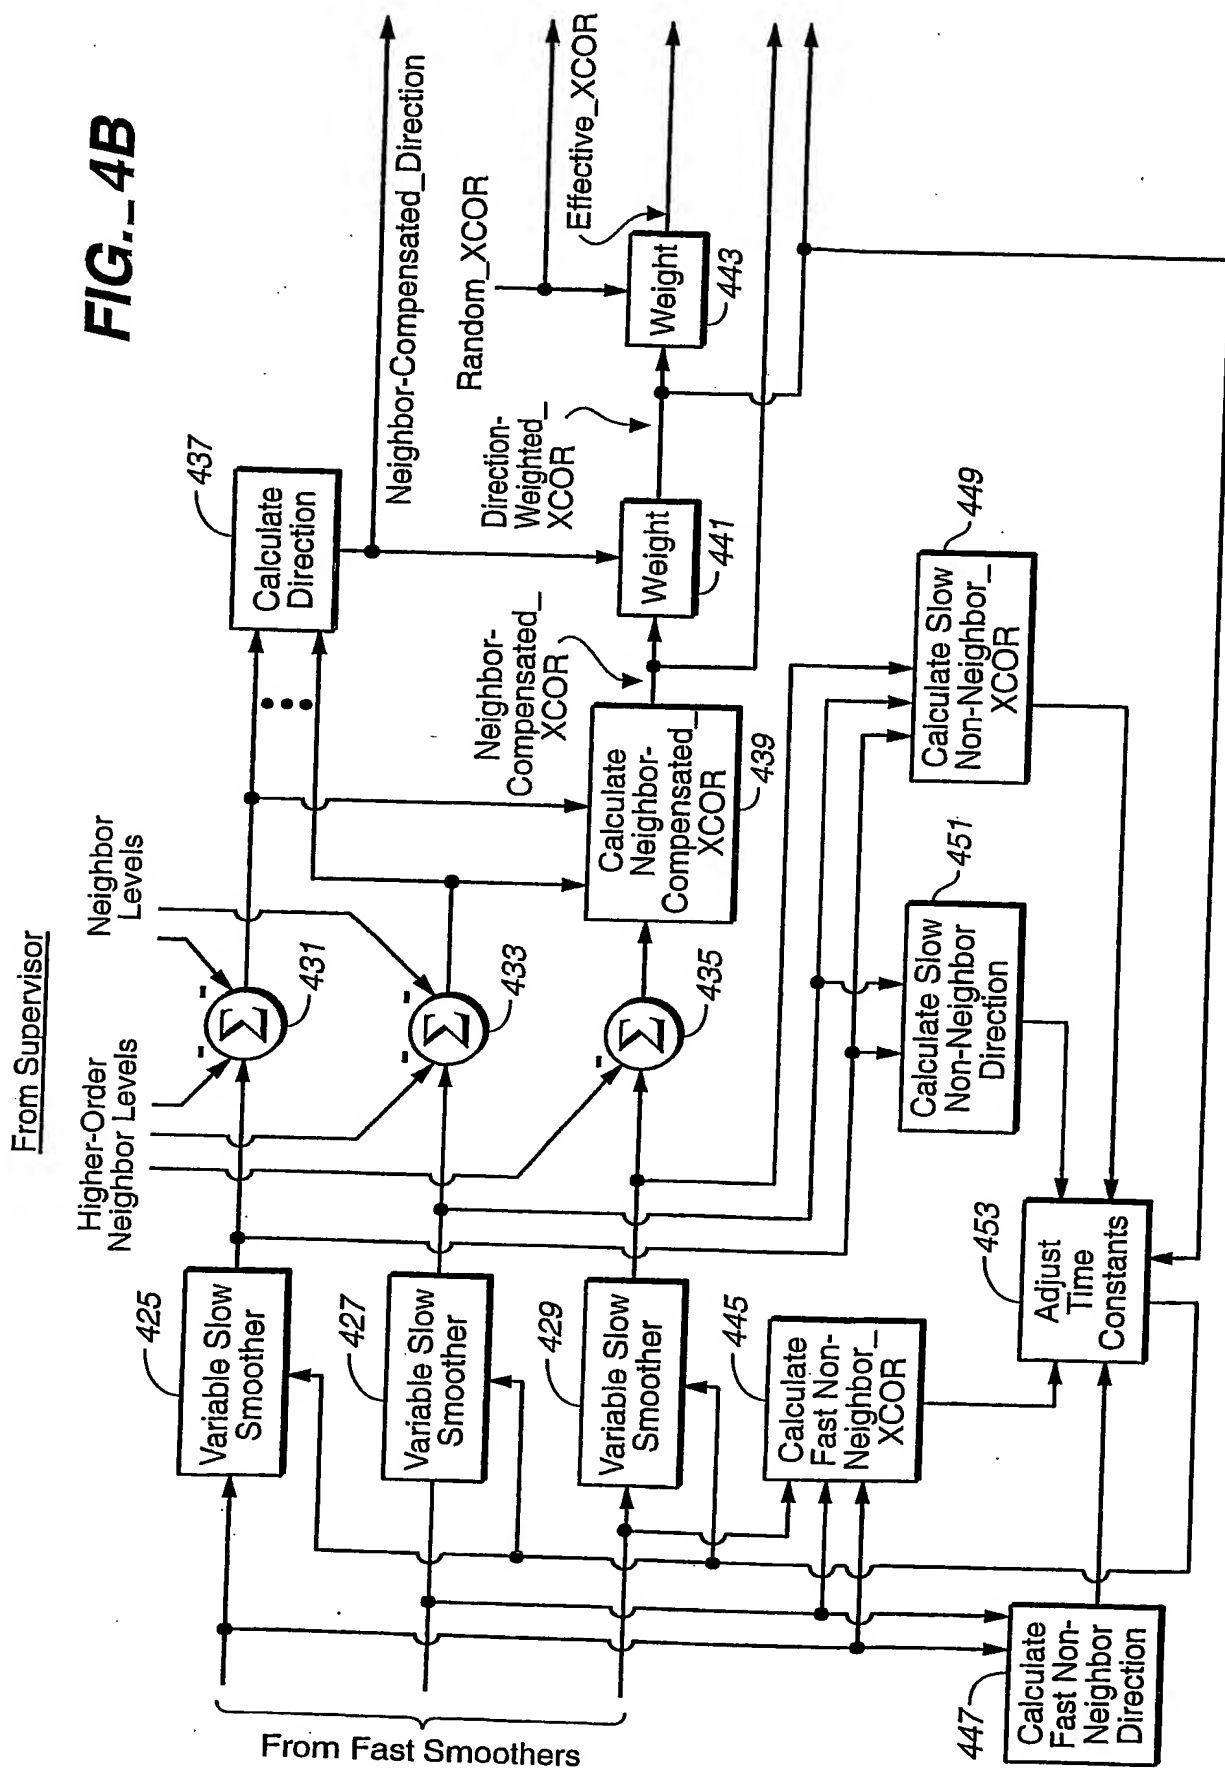 FIG._4B
From Supervisor
Higher-Order
Neighbor Levels
Neighbor
Levels
From Fast Smoothers
425
Variable Slow
Smoother
427
Variable Slow
Smoother
429
Variable Slow
Smoother
Σ
431
Σ
433
Σ
435
-
-
-
-
-
437
Calculate
Direction
Neighbor-Compensated_Direction
Calculate
Neighbor-
Compensated_
XCOR
439
Neighbor-
Compensated_
XCOR
Weight
441
Direction-
Weighted_
XCOR
Random_XCOR
Weight
443
Effective_XCOR
445
Calculate
Fast Non-
Neighbor_
XCOR
447
Calculate
Fast Non-
Neighbor
Direction
449
Calculate Slow
Non-Neighbor_
XCOR
451
Calculate Slow
Non-Neighbor
Direction
453
Adjust
Time
Constants